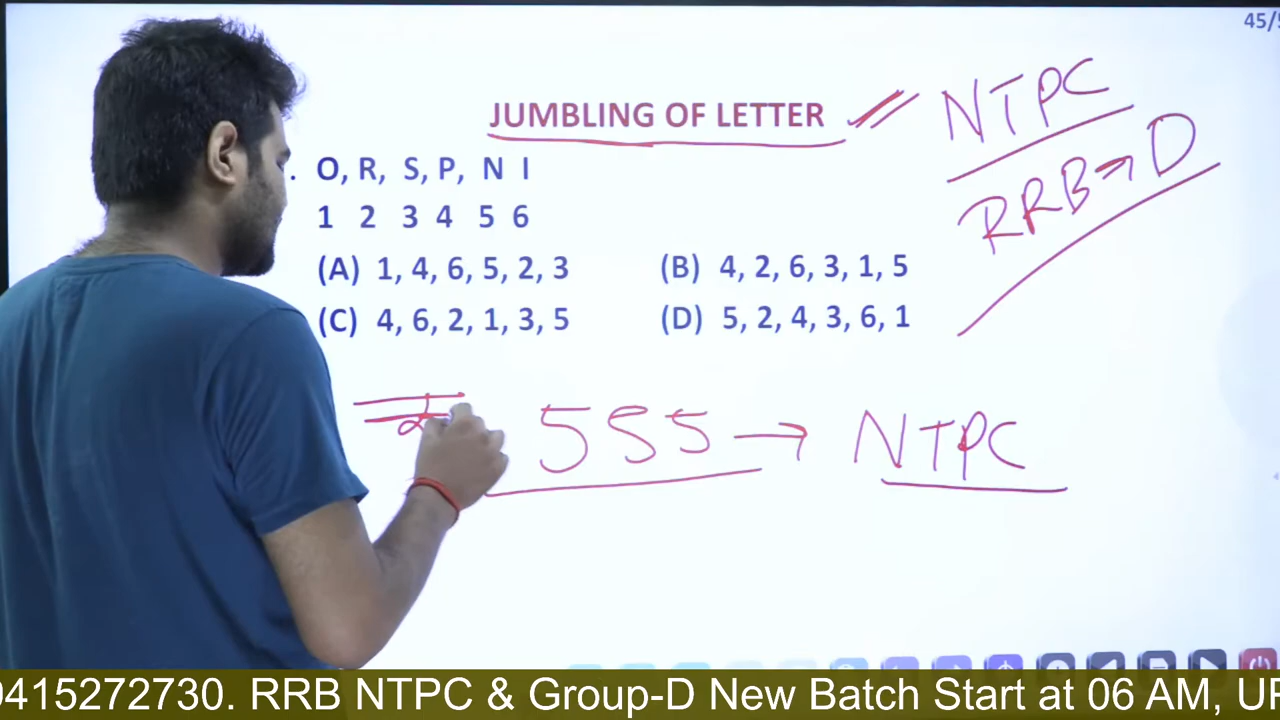 45/
JUMBLING OF LETTER
NTPC
RRB → D
. O, R, S, P, N I
1 2 3 4 5 6
(A) 1, 4, 6, 5, 2, 3 (B) 4, 2, 6, 3, 1, 5
(C) 4, 6, 2, 1, 3, 5 (D) 5, 2, 4, 3, 6, 1
555 → NTPC
0415272730. RRB NTPC & Group-D New Batch Start at 06 AM, UP